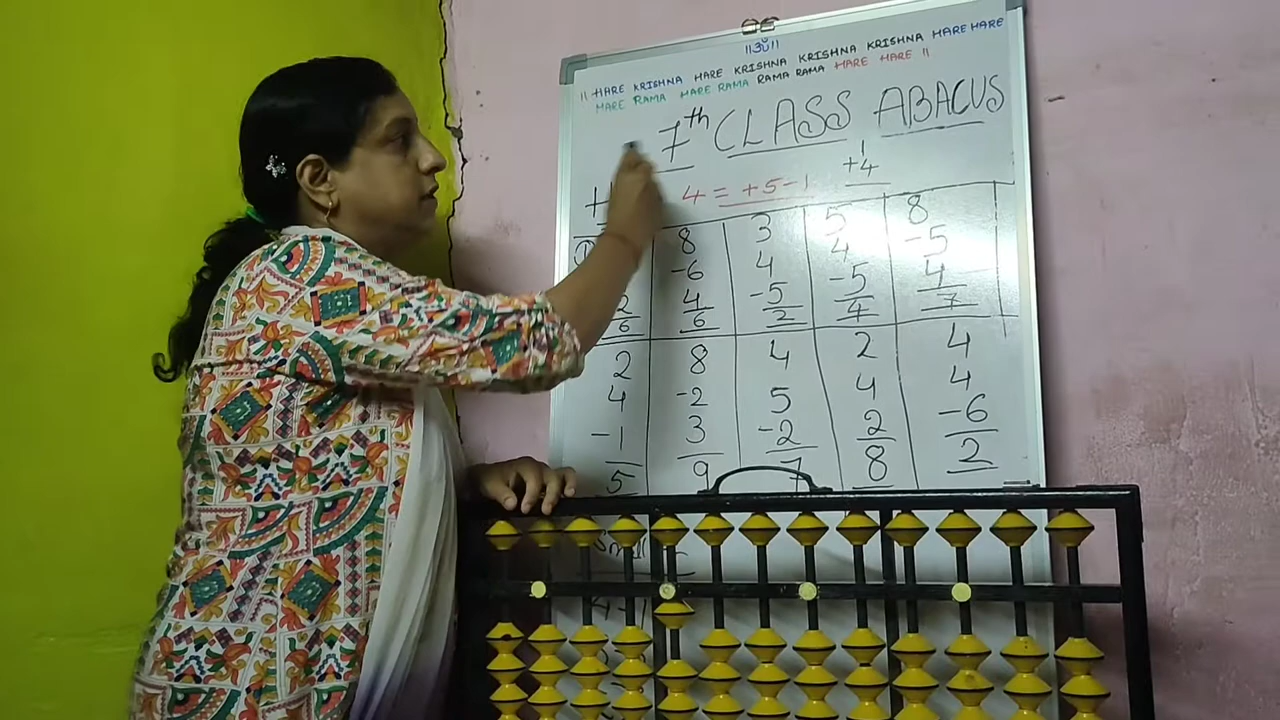 ॥ॐ॥
॥ HARE KRISHNA HARE KRISHNA KRISHNA KRISHNA HARE HARE
HARE RAMA HARE RAMA RAMA RAMA HARE HARE ॥
7th CLASS ABACUS
1
+4
4 = +5-1
8 3 5 8
-6 4 4 -5
2 4 -5 -5 4
6 6 2 4 7
2 8 4 2 4
4 -2 5 4 4
-1 3 -2 2 -6
5 9 7 8 2